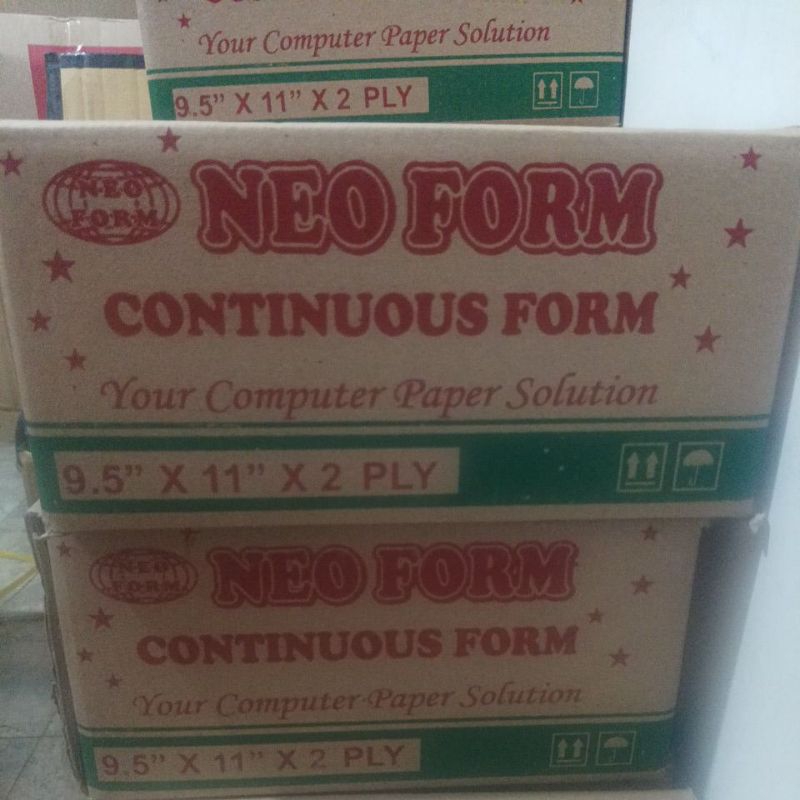 Your Computer Paper Solution
9.5” X 11” X 2 PLY
NEO
FORM
NEO FORM
CONTINUOUS FORM
Your Computer Paper Solution
9.5” X 11” X 2 PLY
NEO
FORM
NEO FORM
CONTINUOUS FORM
Your Computer Paper Solution
9.5” X 11” X 2 PLY